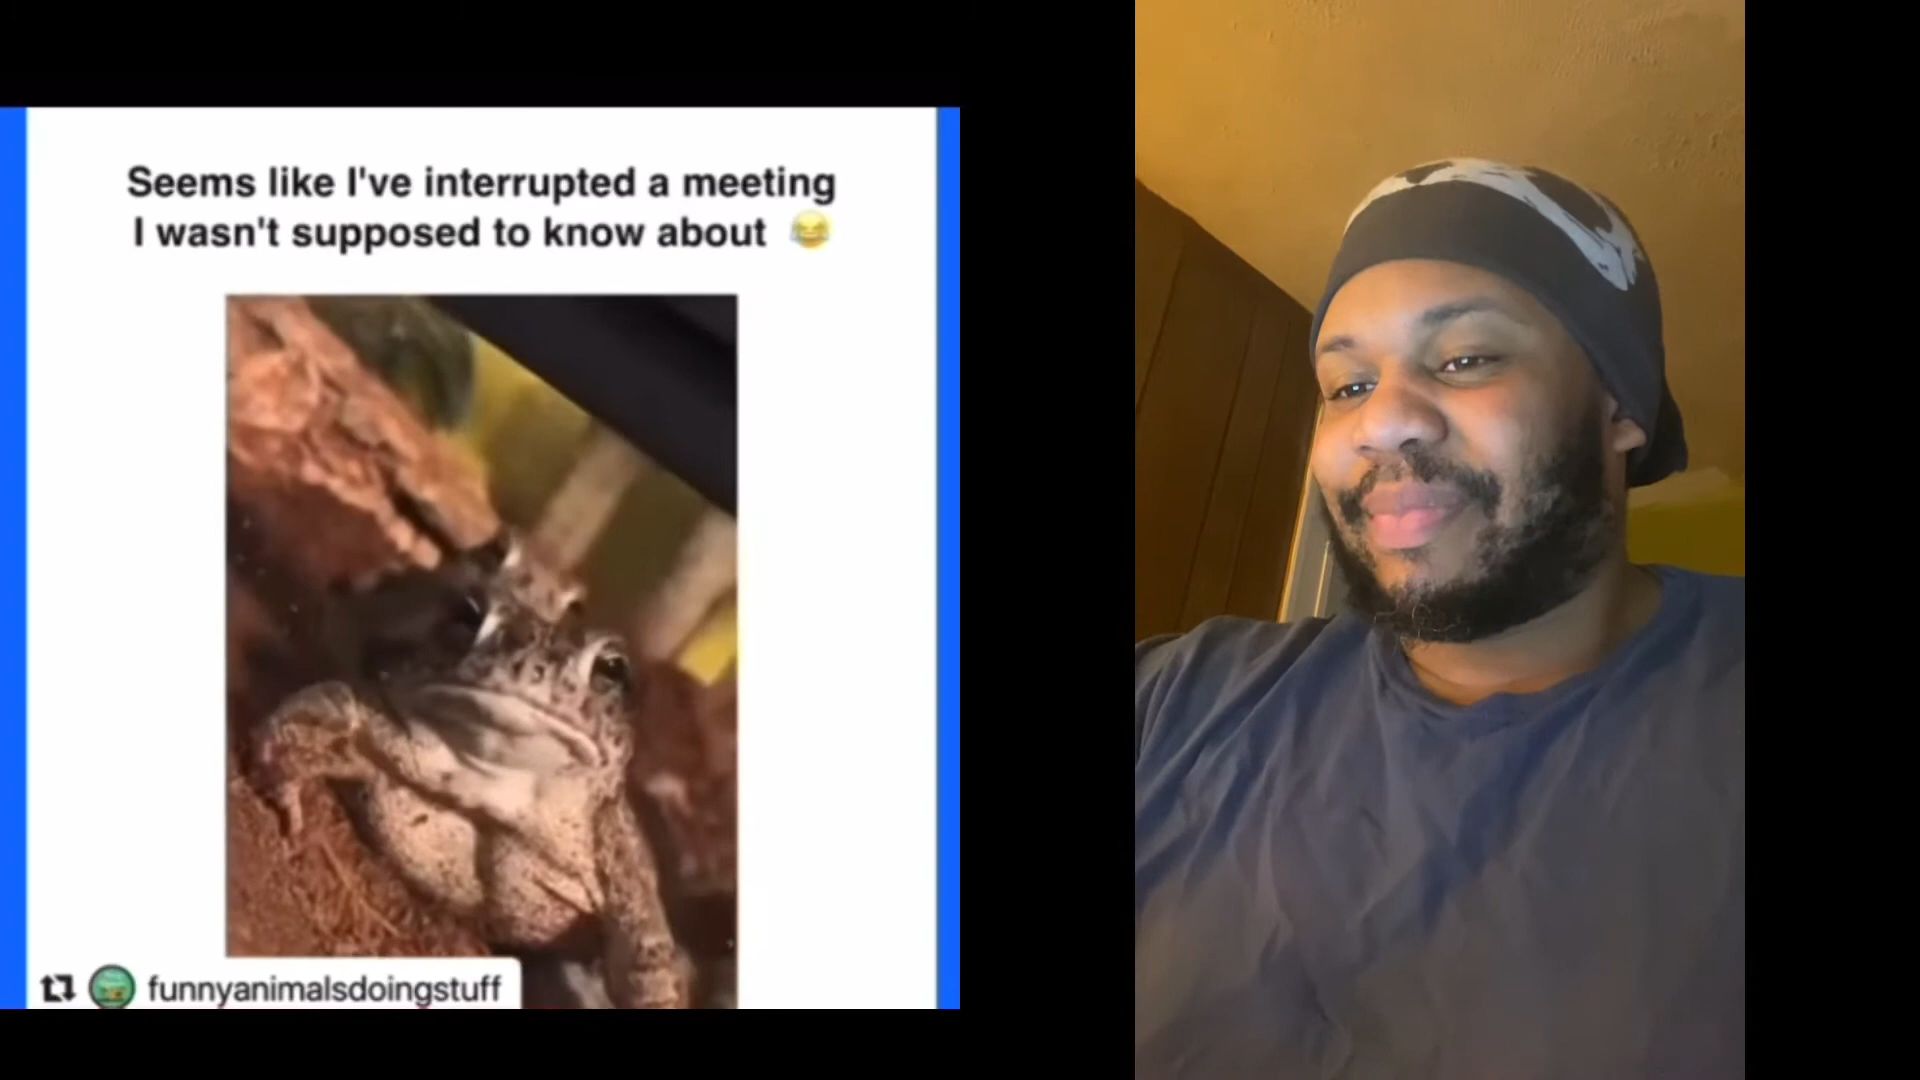 Seems like I've interrupted a meeting
I wasn't supposed to know about 😂
funnyanimalsdoingstuff